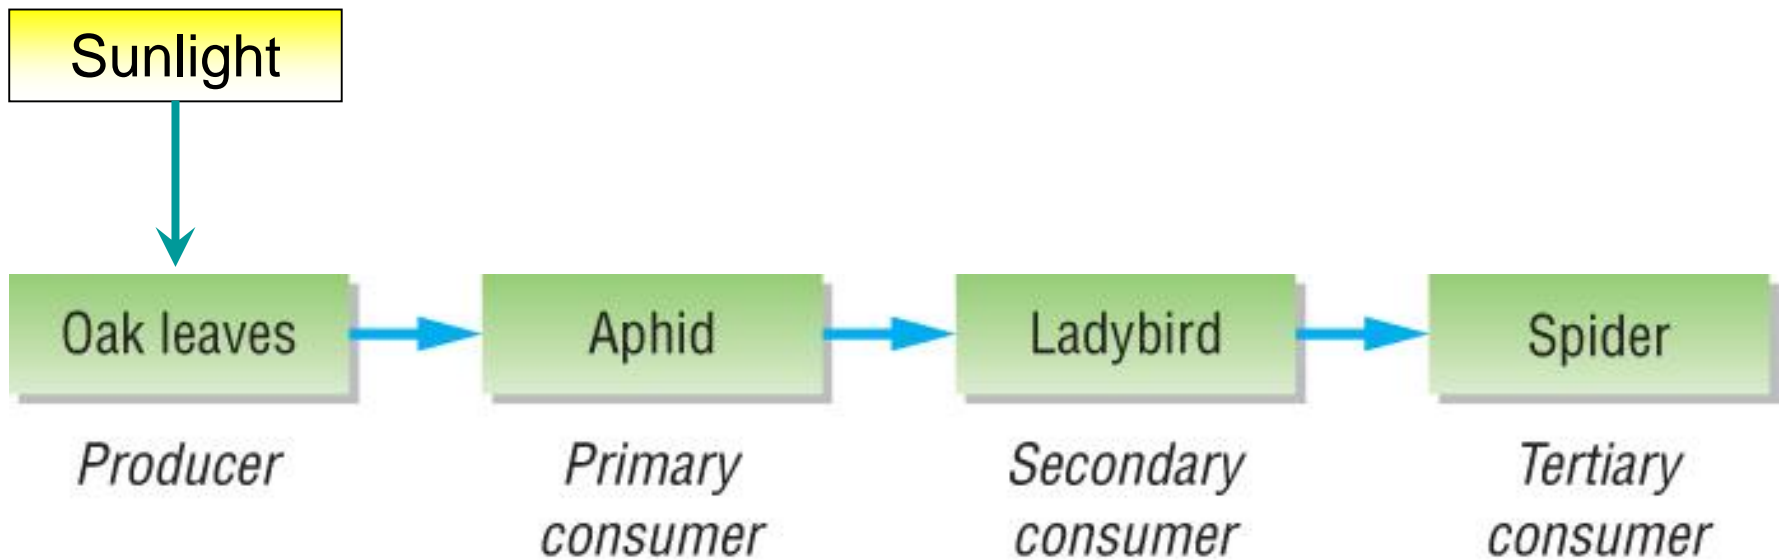 Sunlight
Oak leaves
Aphid
Ladybird
Spider
Producer
Primary
consumer
Secondary
consumer
Tertiary
consumer